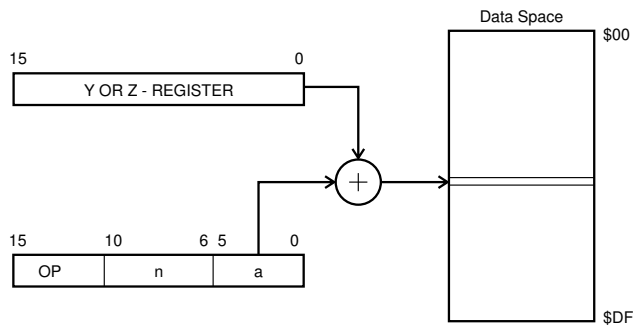 Data Space
$00
15 0
Y OR Z - REGISTER
+
15 10 6 5 0
OP n a
$DF